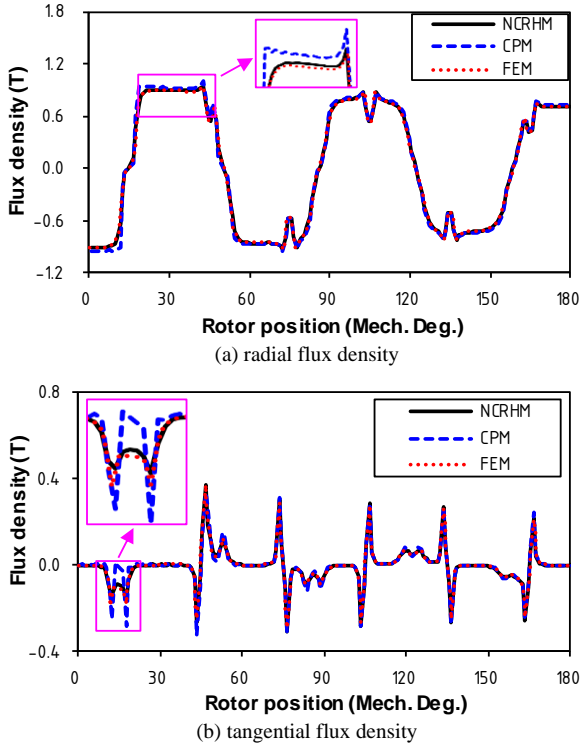 1.8
1.2
0.6
0.0
−0.6
−1.2
Flux density (T)
NCRHM
CPM
FEM
0
30
60
90
120
150
180
Rotor position (Mech. Deg.)
(a) radial flux density
0.8
0.4
0.0
−0.4
Flux density (T)
NCRHM
CPM
FEM
0
30
60
90
120
150
180
Rotor position (Mech. Deg.)
(b) tangential flux density